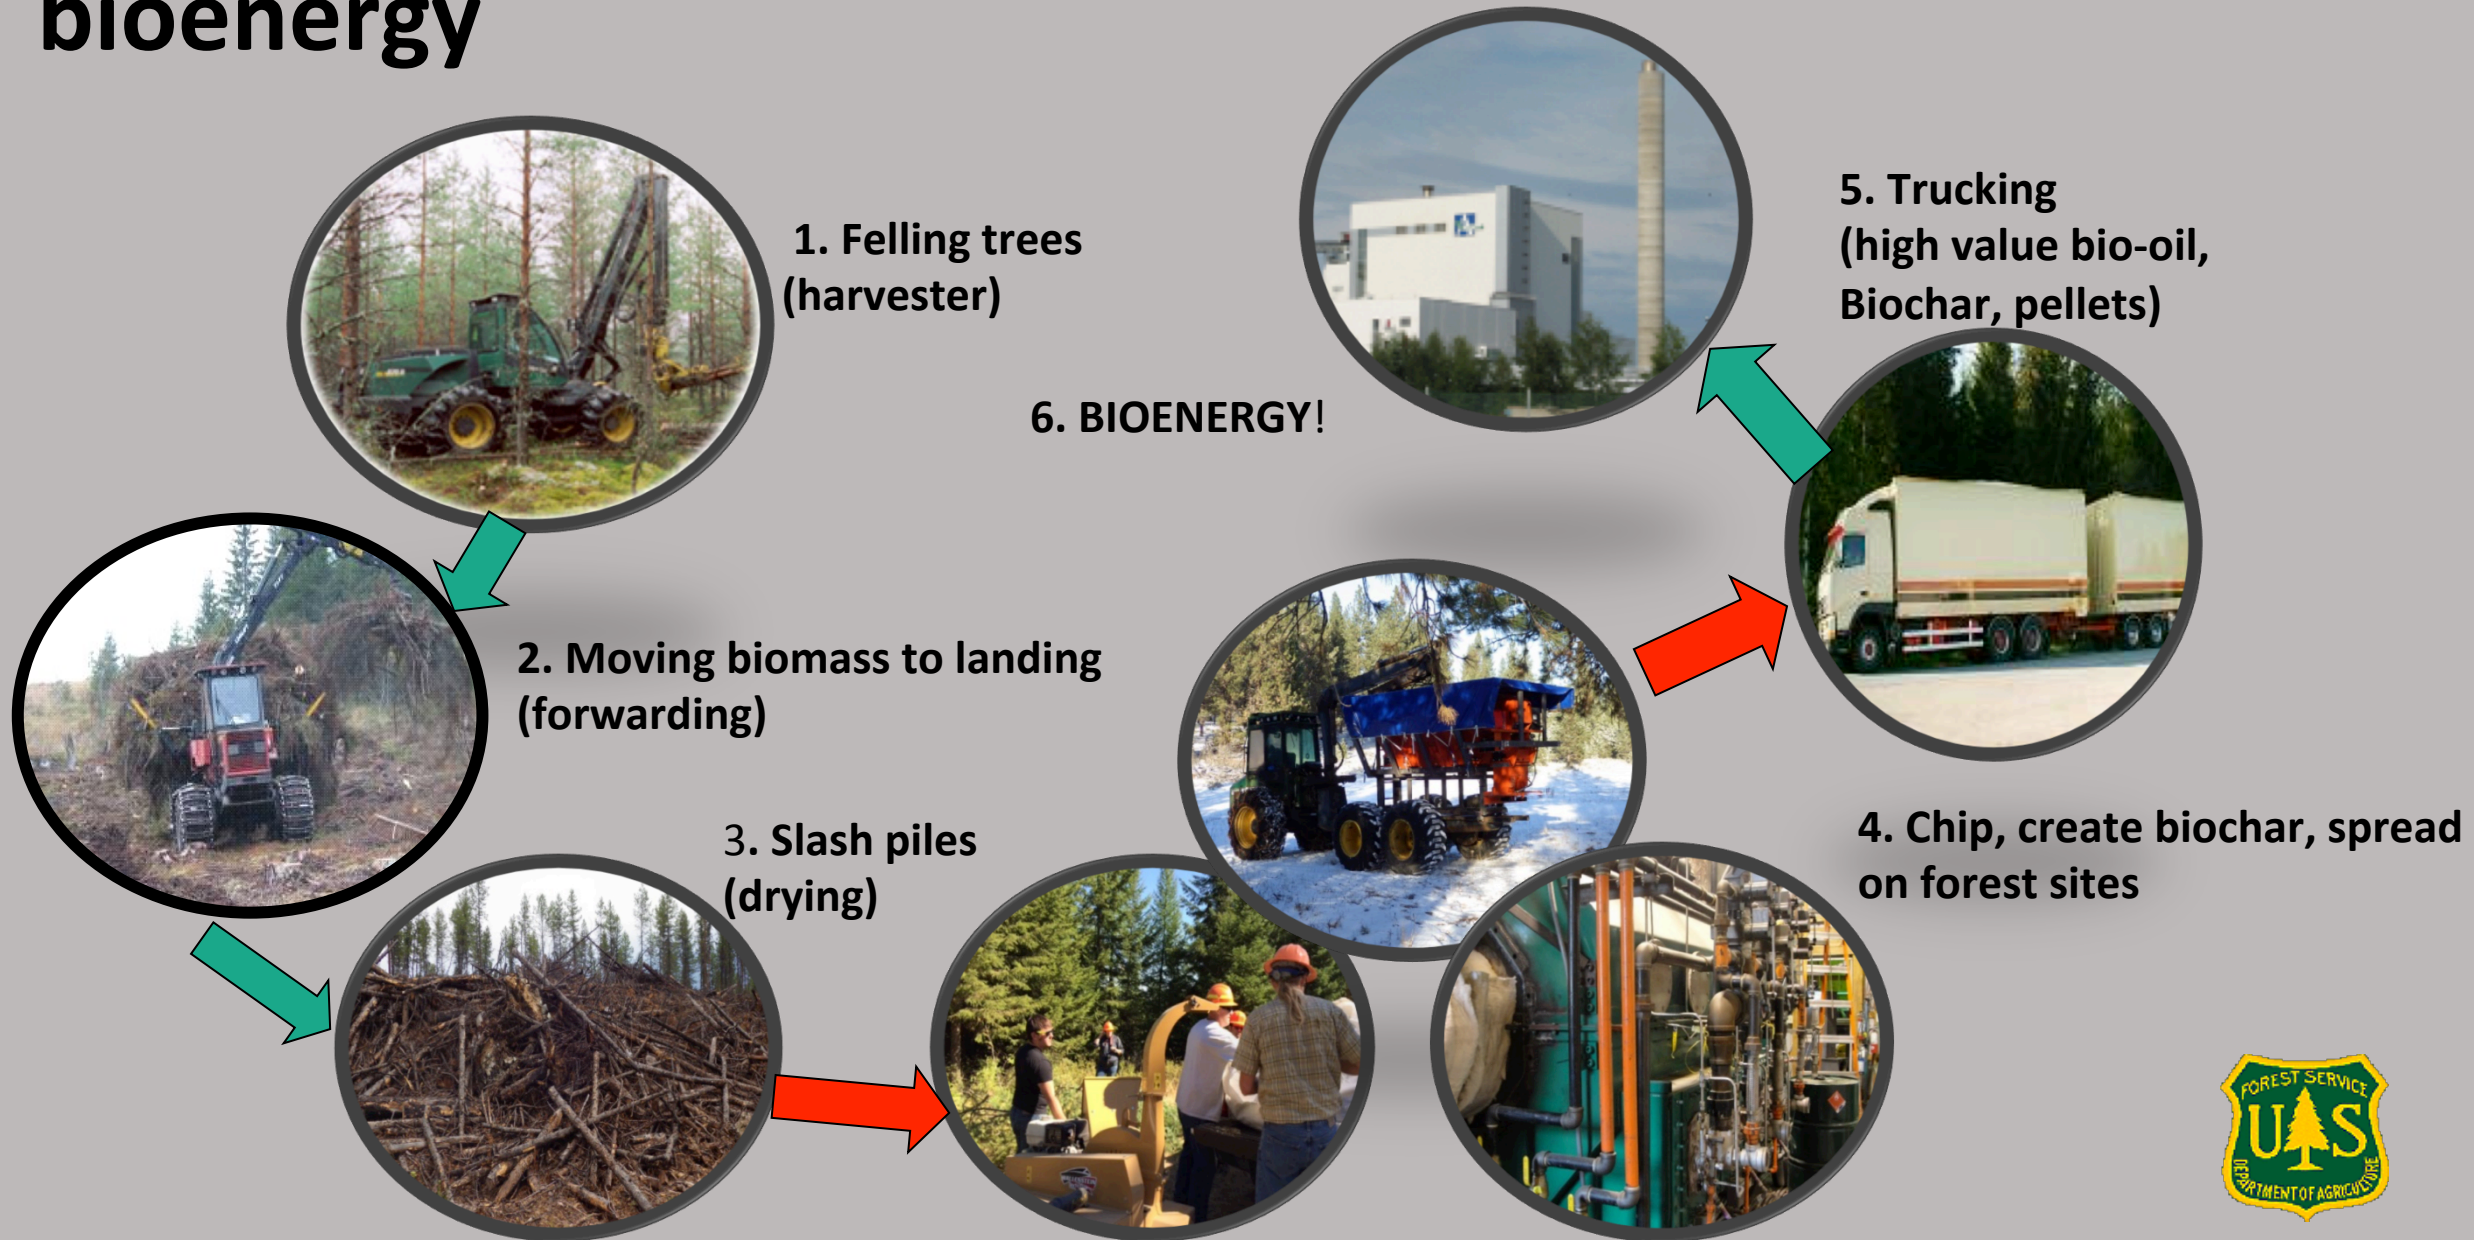 bioenergy
1. Felling trees
(harvester)
2. Moving biomass to landing
(forwarding)
3. Slash piles
(drying)
4. Chip, create biochar, spread
on forest sites
5. Trucking
(high value bio-oil,
Biochar, pellets)
6. BIOENERGY!
FOREST SERVICE
U S
DEPARTMENT OF AGRICULTURE